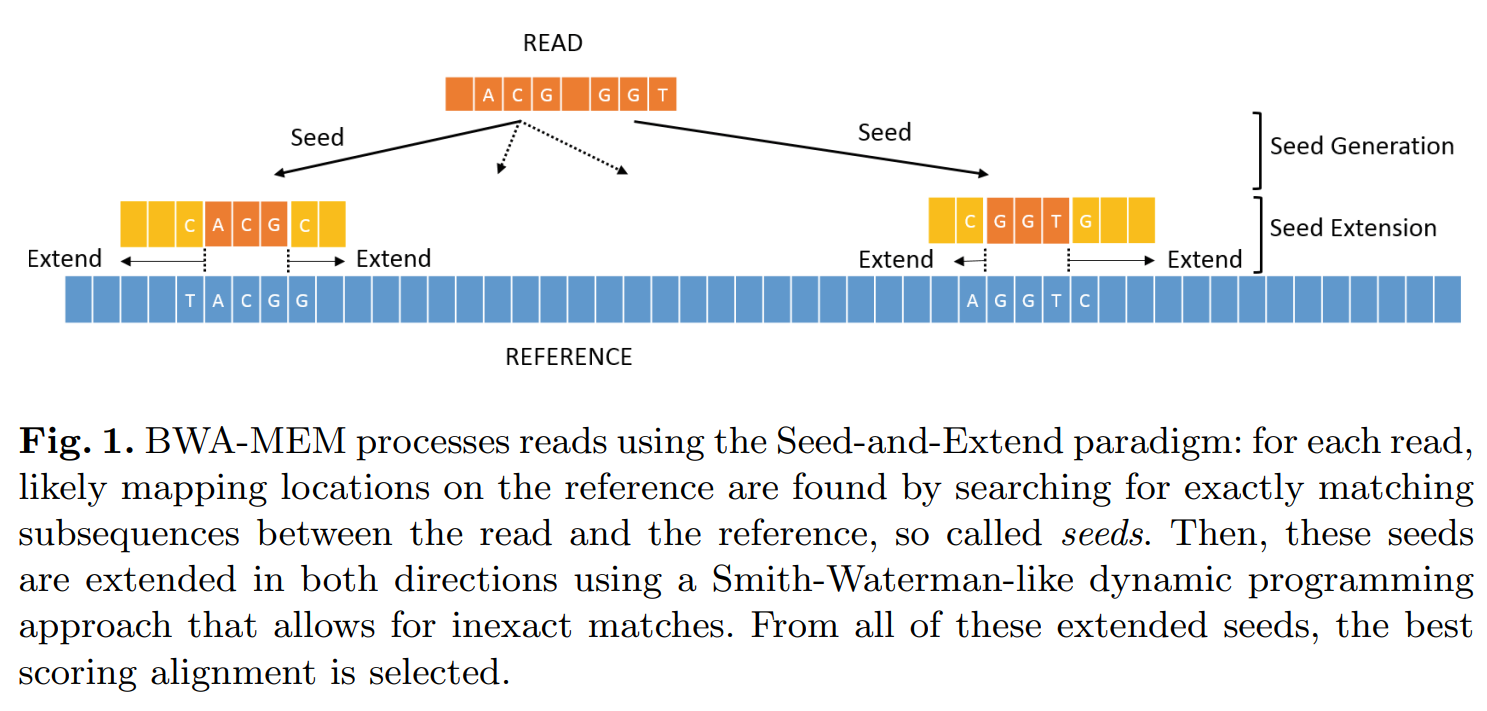 READ
A C G G G T
Seed
Seed
Seed Generation
C A C G C
C G G T G
Seed Extension
Extend
Extend
Extend
Extend
T A C G G
A G G T C
REFERENCE
Fig. 1. BWA-MEM processes reads using the Seed-and-Extend paradigm: for each read,
likely mapping locations on the reference are found by searching for exactly matching
subsequences between the read and the reference, so called seeds. Then, these seeds
are extended in both directions using a Smith-Waterman-like dynamic programming
approach that allows for inexact matches. From all of these extended seeds, the best
scoring alignment is selected.